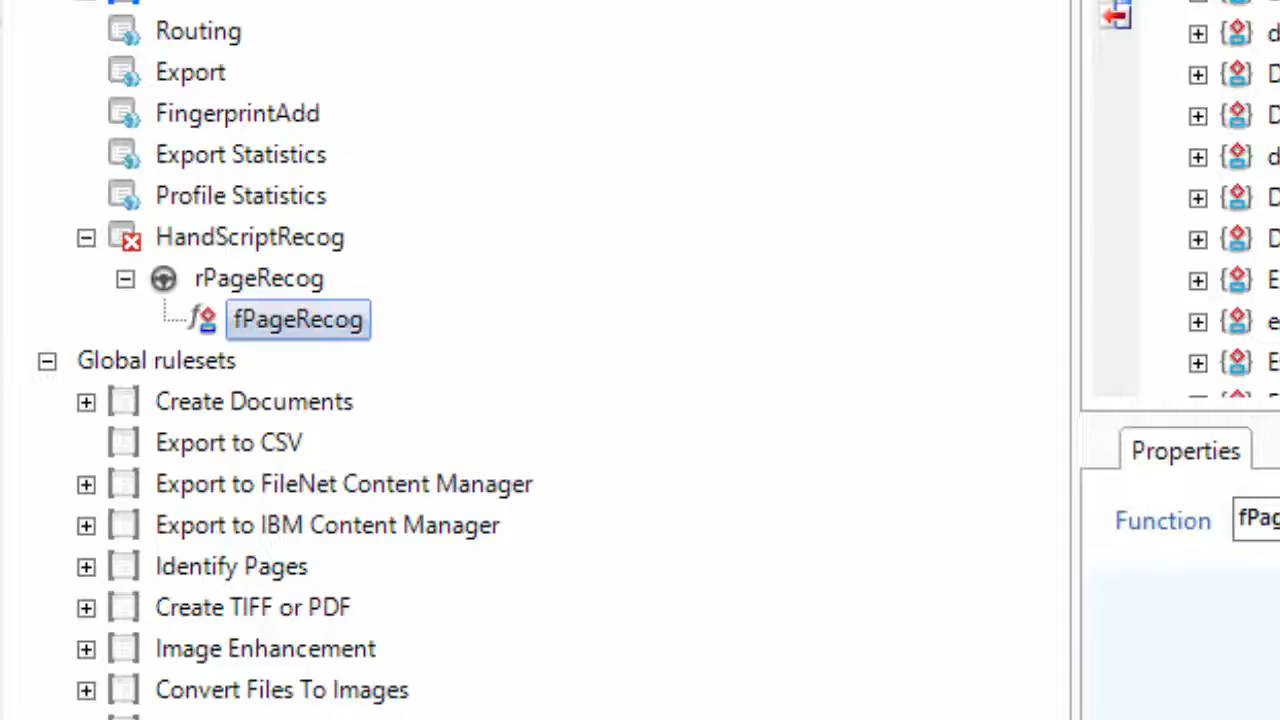 Routing
Export
FingerprintAdd
Export Statistics
Profile Statistics
HandScriptRecog
rPageRecog
fPageRecog
Global rulesets
Create Documents
Export to CSV
Export to FileNet Content Manager
Export to IBM Content Manager
Identify Pages
Create TIFF or PDF
Image Enhancement
Convert Files To Images
Properties
Function fPag